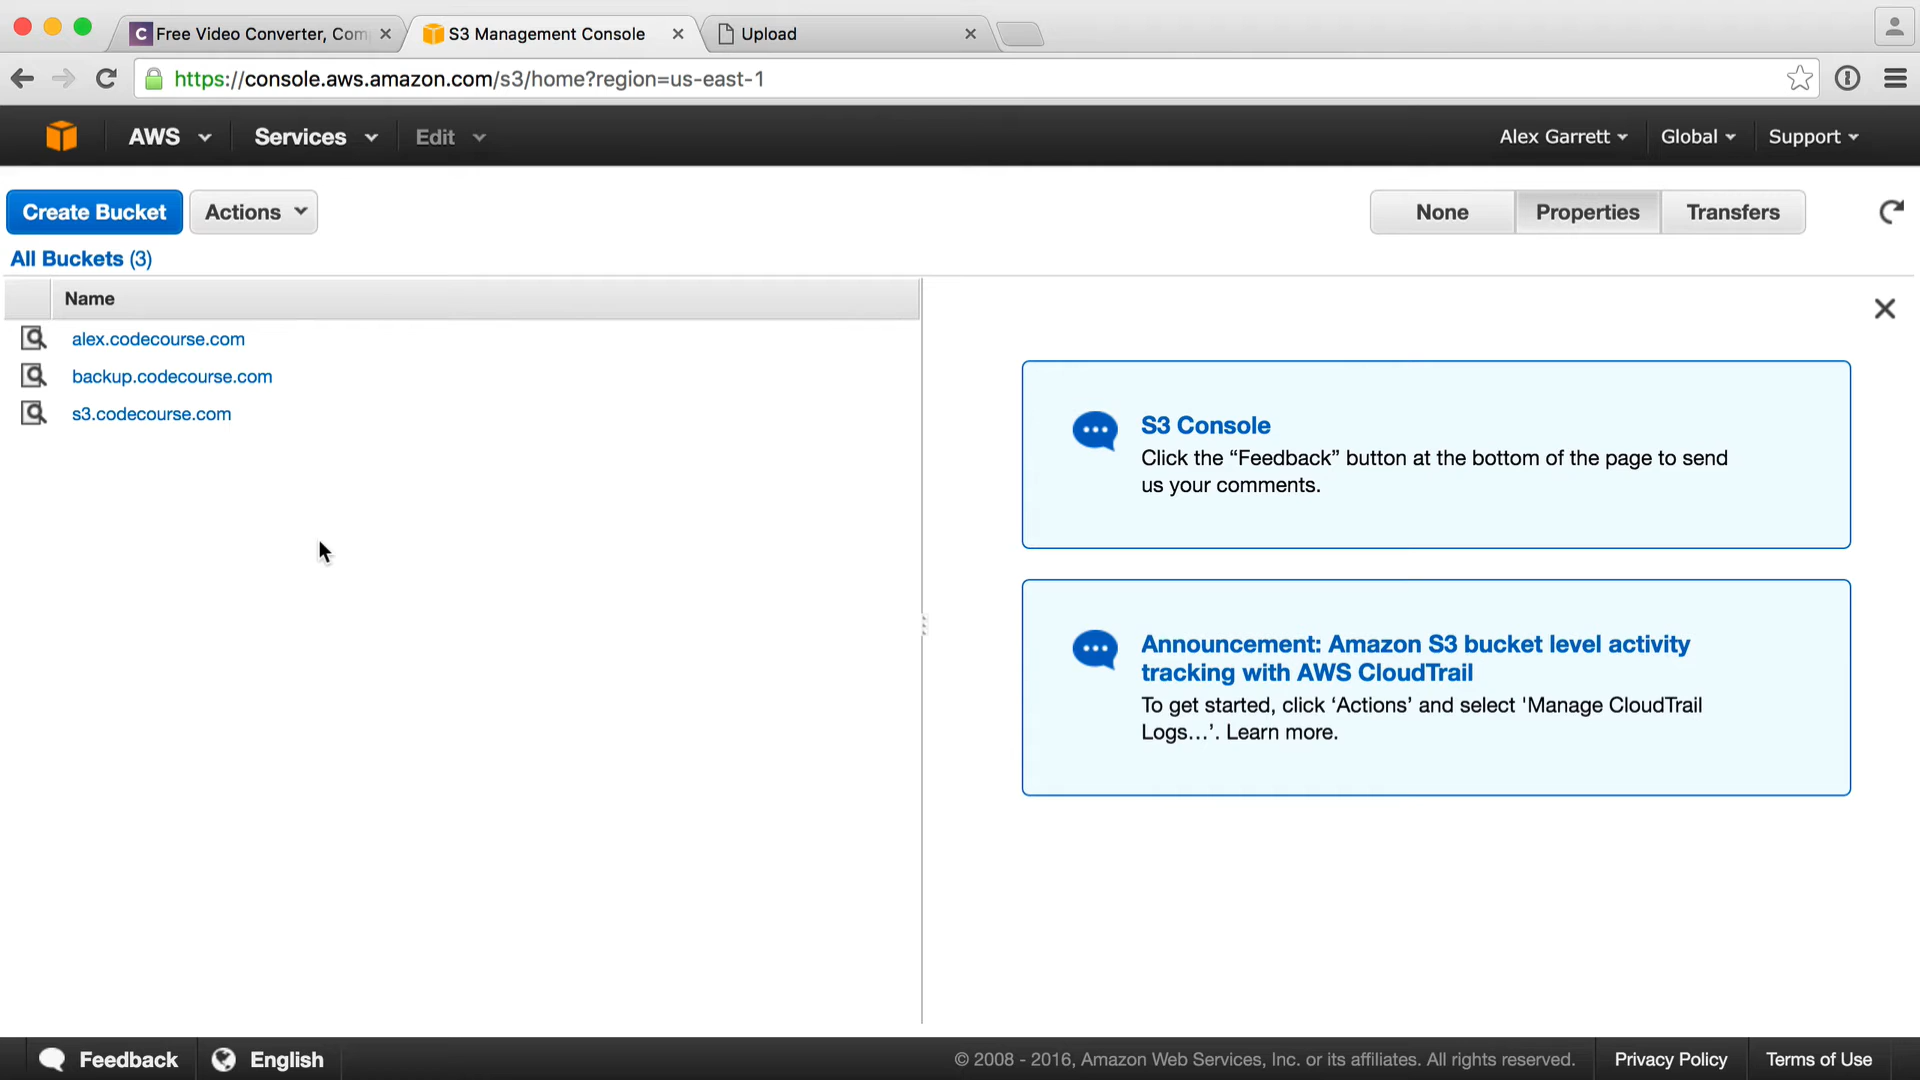 Free Video Converter, Com
S3 Management Console
Upload
https://console.aws.amazon.com/s3/home?region=us-east-1
AWS
Services
Edit
Alex Garrett
Global
Support
Create Bucket
Actions
None
Properties
Transfers
All Buckets (3)
Name
alex.codecourse.com
backup.codecourse.com
s3.codecourse.com
S3 Console
Click the “Feedback” button at the bottom of the page to send
us your comments.
Announcement: Amazon S3 bucket level activity
tracking with AWS CloudTrail
To get started, click ‘Actions’ and select 'Manage CloudTrail
Logs…’. Learn more.
Feedback
English
© 2008 - 2016, Amazon Web Services, Inc. or its affiliates. All rights reserved.
Privacy Policy
Terms of Use